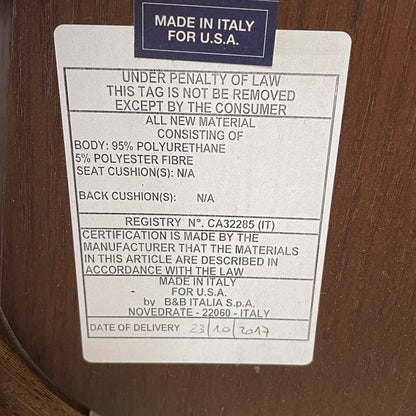 MADE IN ITALY
FOR U.S.A.
UNDER PENALTY OF LAW
THIS TAG IS NOT BE REMOVED
EXCEPT BY THE CONSUMER
ALL NEW MATERIAL
CONSISTING OF
BODY: 95% POLYURETHANE
5% POLYESTER FIBRE
SEAT CUSHION(S): N/A
BACK CUSHION(S): N/A
REGISTRY N°. CA32285 (IT)
CERTIFICATION IS MADE BY THE
MANUFACTURER THAT THE MATERIALS
IN THIS ARTICLE ARE DESCRIBED IN
ACCORDANCE WITH THE LAW
MADE IN ITALY
FOR U.S.A.
by B&B ITALIA S.p.A.
NOVEDRATE - 22060 - ITALY
DATE OF DELIVERY 23/10/2017